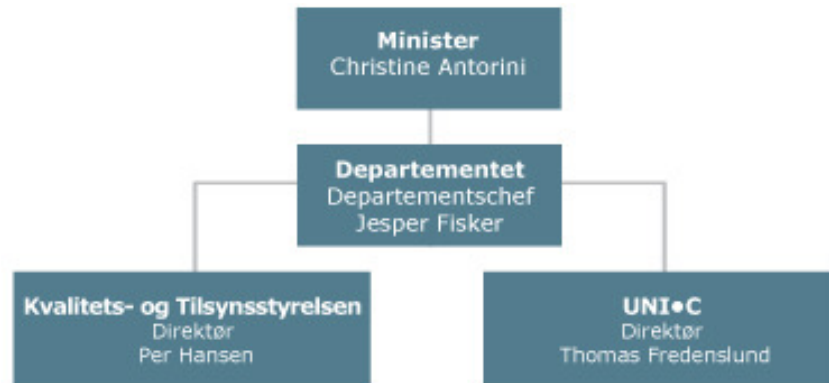 Minister
Christine Antorini
Departementet
Departementschef
Jesper Fisker
Kvalitets- og Tilsynsstyrelsen
Direktør
Per Hansen
UNI•C
Direktør
Thomas Fredenslund